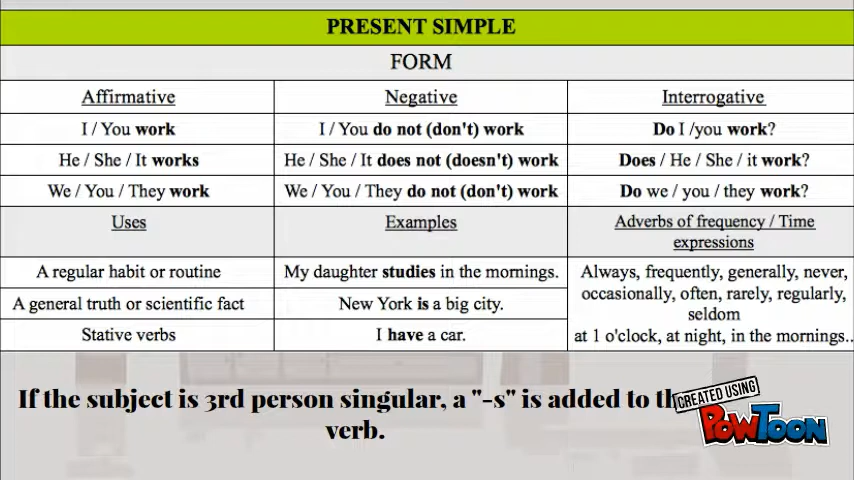 PRESENT SIMPLE
FORM
Affirmative
Negative
Interrogative
I / You work
I / You do not (don't) work
Do I /you work?
He / She / It works
He / She / It does not (doesn't) work
Does / He / She / it work?
We / You / They work
We / You / They do not (don't) work
Do we / you / they work?
Uses
Examples
Adverbs of frequency / Time
expressions
A regular habit or routine
My daughter studies in the mornings.
A general truth or scientific fact
New York is a big city.
Stative verbs
I have a car.
Always, frequently, generally, never,
occasionally, often, rarely, regularly,
seldom
at 1 o'clock, at night, in the mornings..
If the subject is 3rd person singular, a "-s" is added to
verb.
CREATED USING
POWTOON